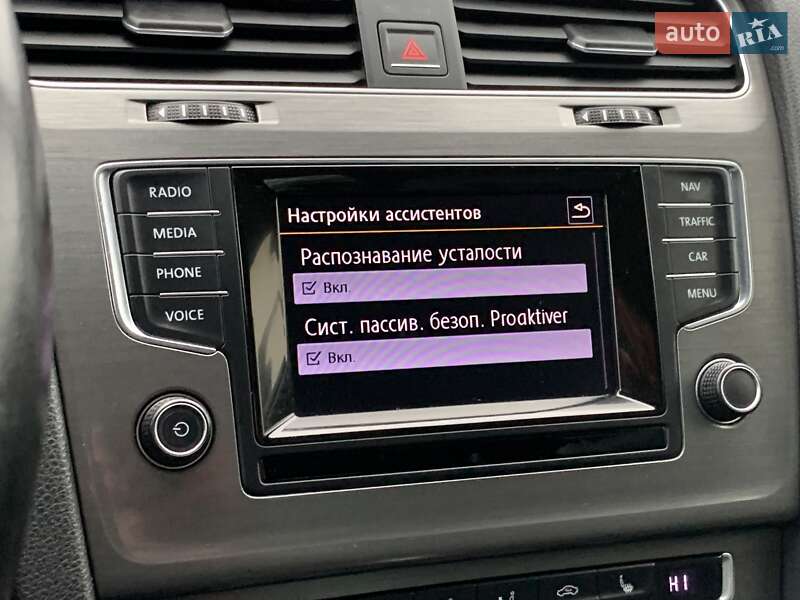 auto RIA
.com
RADIO
MEDIA
PHONE
VOICE
Настройки ассистентов
Распознавание усталости
Вкл.
Сист. пассив. безоп. Proaktiver
Вкл.
NAV
TRAFFIC
CAR
MENU
HI